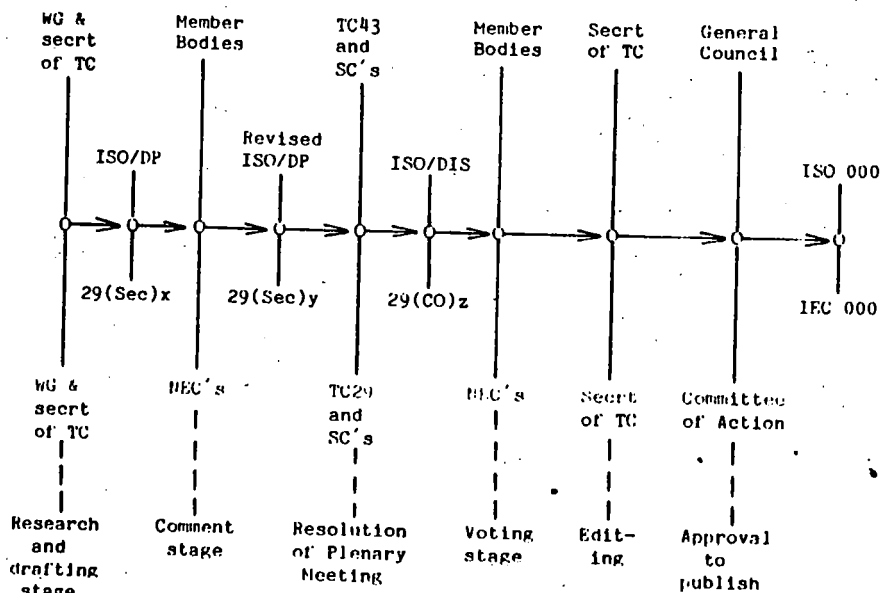 WG &
secrt
of TC
Member
Bodies
TC43
and
SC's
Member
Bodies
Secrt
of TC
General
Council
ISO/DP
Revised
ISO/DP
ISO/DIS
ISO 000
29(Sec)x
29(Sec)y
29(CO)z
IEC 000
WG &
secrt
of TC
NEC's
TC29
and
SC's
NEC's
Secrt
of TC
Committee
of Action
Research
and
drafting
stage
Comment
stage
Resolution
of Plenary
Meeting
Voting
stage
Edit-
ing
Approval
to
publish